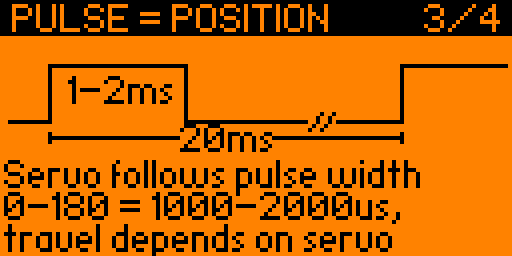 PULSE = POSITION 3/4
1-2ms
//
20ms
Servo follows pulse width
0-180 = 1000-2000us,
travel depends on servo